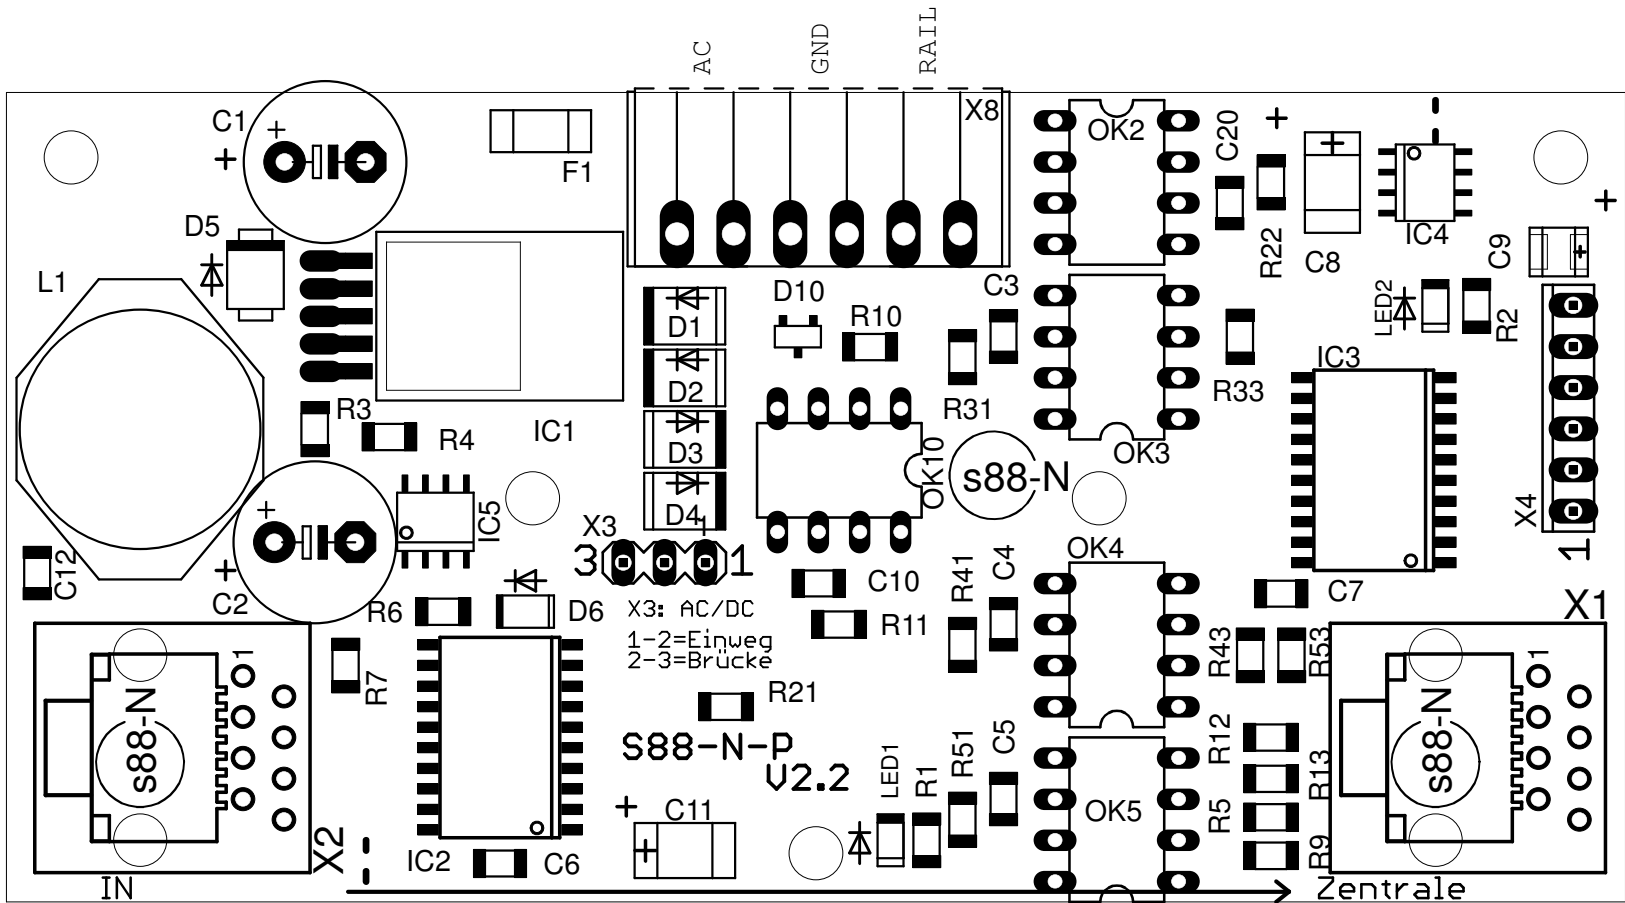 AC
GND
RAIL
C1
+
+
F1
X8
OK2
C20
+
+
R22
C8
IC4
+
C9
+
D5
L1
D1
D2
D3
D4
D10
R10
C3
R31
OK3
R33
LED2
R2
IC3
X4
1
R3
R4
IC1
IC5
OK10
s88-N
X3
1
3
1
X3: AC/DC
1-2=Einweg
2-3=Brücke
C12
+
+
C2
R6
D6
R7
C10
R11
R41
C4
OK4
C7
R43
R53
X1
R21
S88-N-P
V2.2
s88-N
1
X2
IN
IC2
C6
+
+
C11
LED1
R1
R51
C5
OK5
R12
R13
R5
R9
s88-N
1
Zentrale